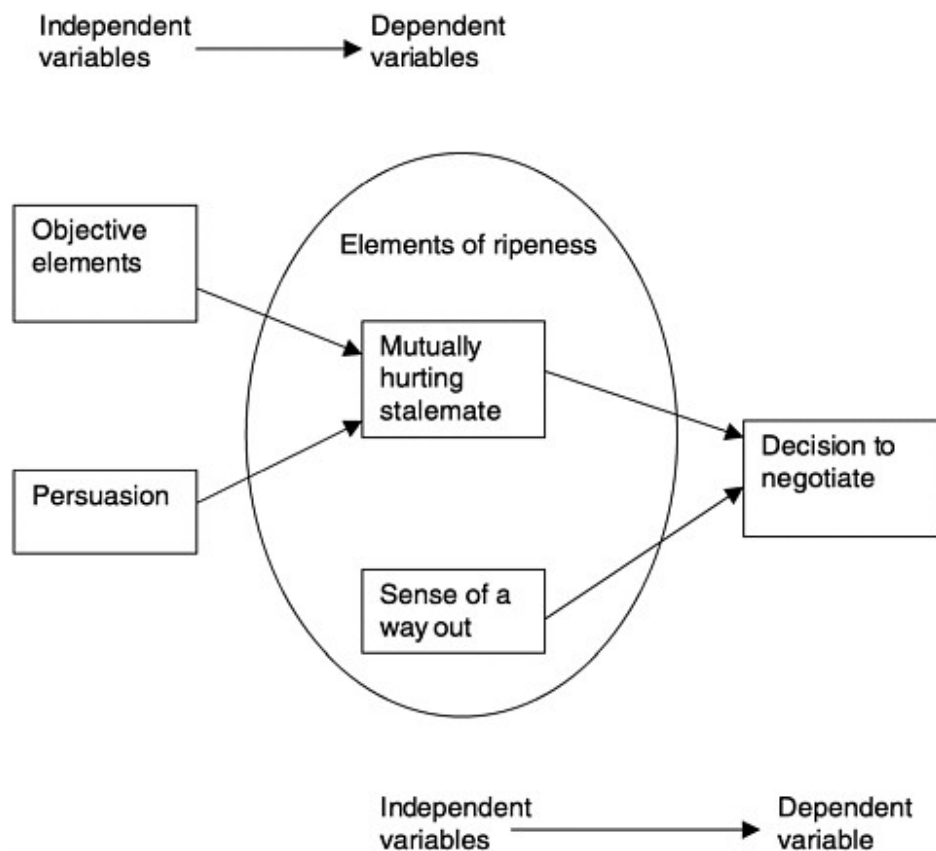 Independent
variables
Dependent
variables
Elements of ripeness
Objective
elements
Mutually
hurting
stalemate
Persuasion
Decision to
negotiate
Sense of a
way out
Independent
variables
Dependent
variable